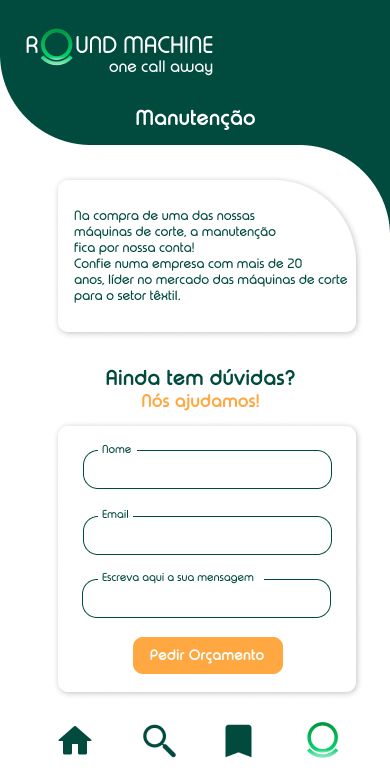 ROUND MACHINE
one call away
Manutenção
Na compra de uma das nossas
máquinas de corte, a manutenção
fica por nossa conta!
Confie numa empresa com mais de 20
anos, líder no mercado das máquinas de corte
para o setor têxtil.
Ainda tem dúvidas?
Nós ajudamos!
Nome
Email
Escreva aqui a sua mensagem
Pedir Orçamento